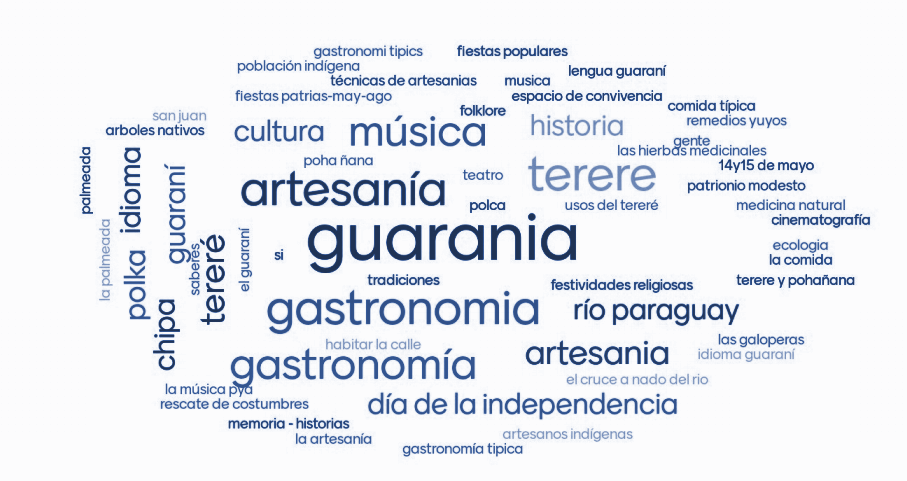 gastronomi tipics
fiestas populares
población indígena
lengua guaraní
técnicas de artesanias
musica
fiestas patrias-may-ago
espacio de convivencia
comida típica
folklore
san juan
remedios yuyos
arboles nativos
cultura
música
historia
gente
las hierbas medicinales
poha ñana
14y15 de mayo
teatro
terere
patrionio modesto
artesanía
polca
usos del tereré
medicina natural
cinematografía
palmeada
idioma
guaraní
la palmeada
polka
saberes
tereré
el guaraní
si
guarania
ecologia
la comida
chipa
tradiciones
festividades religiosas
terere y pohañana
gastronomia
río paraguay
habitar la calle
las galoperas
artesania
idioma guaraní
gastronomía
el cruce a nado del rio
la música pya
rescate de costumbres
día de la independencia
memoria - historias
la artesanía
artesanos indígenas
gastronomía tipica